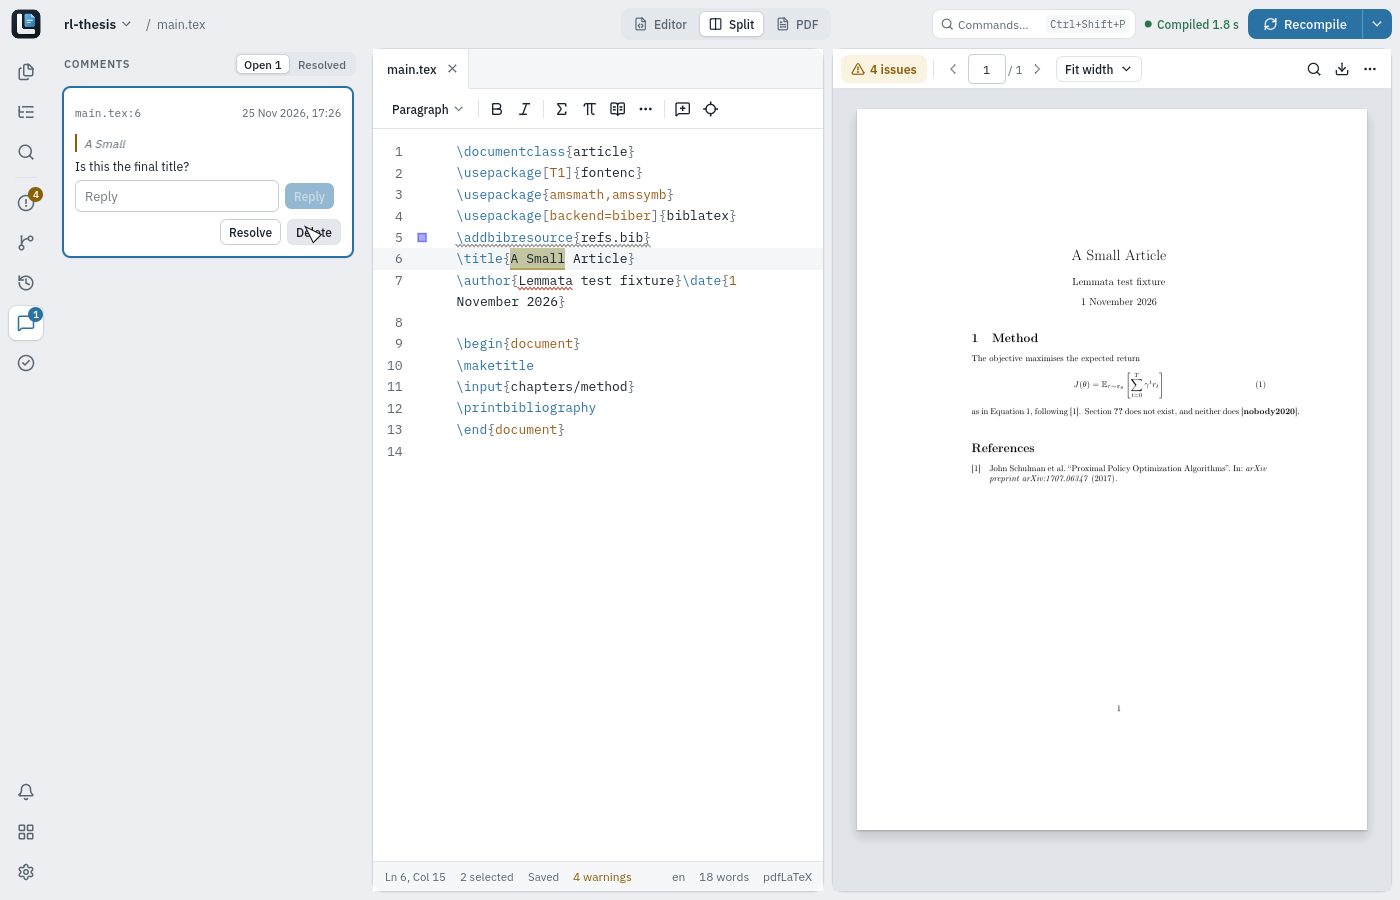 rl-thesis
/ main.tex
Editor
Split
PDF
Commands...
Ctrl+Shift+P
Compiled 1.8 s
Recompile
COMMENTS
Open 1
Resolved
main.tex:6
25 Nov 2026, 17:26
A Small
Is this the final title?
Reply
Reply
Resolve
Delete
4
1
main.tex
Paragraph
1 \documentclass{article}
2 \usepackage[T1]{fontenc}
3 \usepackage{amsmath,amssymb}
4 \usepackage[backend=biber]{biblatex}
5 \addbibresource{refs.bib}
6 \title{A Small Article}
7 \author{Lemmata test fixture}\date{1
November 2026}
8
9 \begin{document}
10 \maketitle
11 \input{chapters/method}
12 \printbibliography
13 \end{document}
14
Ln 6, Col 15
2 selected
Saved
4 warnings
en
18 words
pdfLaTeX
4 issues
1 / 1
Fit width
A Small Article
Lemmata test fixture
1 November 2026
1 Method
The objective maximises the expected return
J(θ) = 𝔼τ∼πθ [∑t=0T γtrt] (1)
as in Equation 1, following [1]. Section ?? does not exist, and neither does [nobody2020].
References
[1] John Schulman et al. “Proximal Policy Optimization Algorithms”. In: arXiv
preprint arXiv:1707.06347 (2017).
1